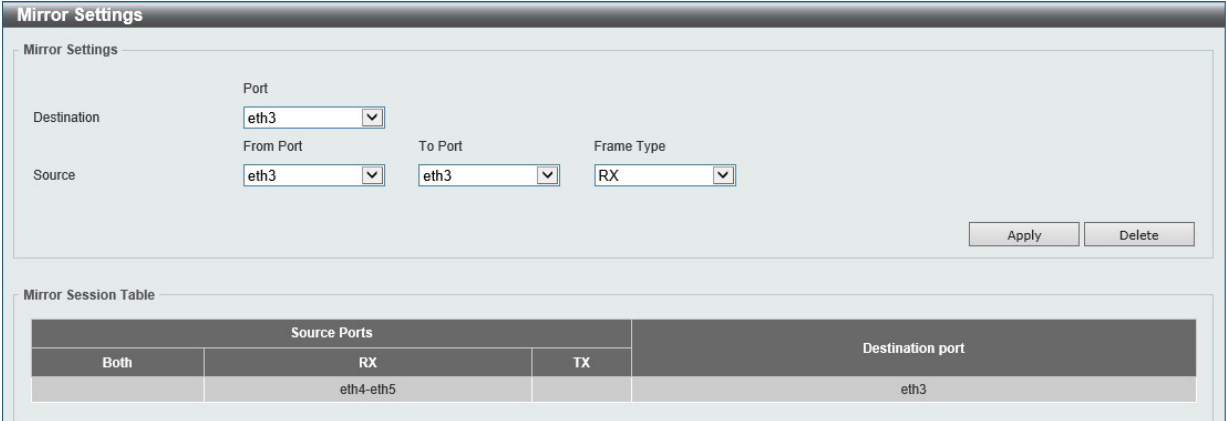 Mirror Settings
Mirror Settings
Port
Destination eth3
From Port To Port Frame Type
Source eth3 eth3 RX
Apply Delete
Mirror Session Table
Source Ports Destination port
Both RX TX
eth4-eth5 eth3